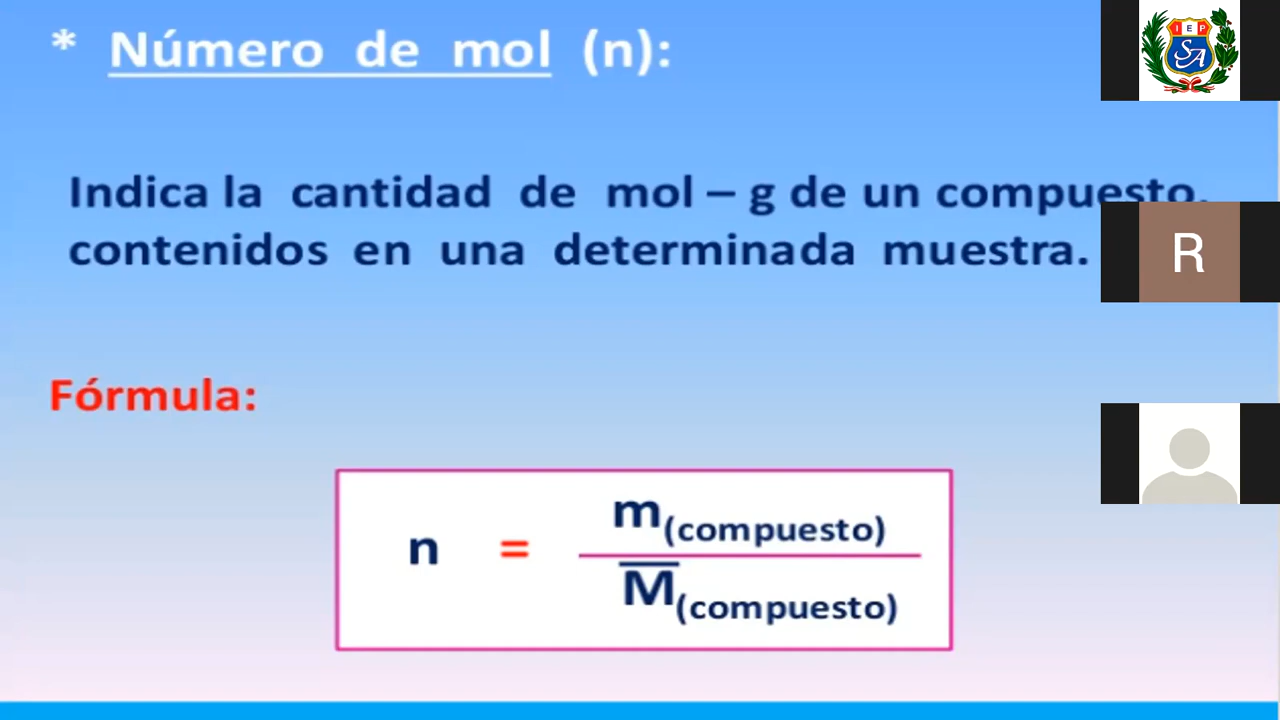 * Número de mol (n):
Indica la cantidad de mol – g de un compuesto,
contenidos en una determinada muestra.
Fórmula:
n = m(compuesto)
M̅(compuesto)
I E P
SA
R